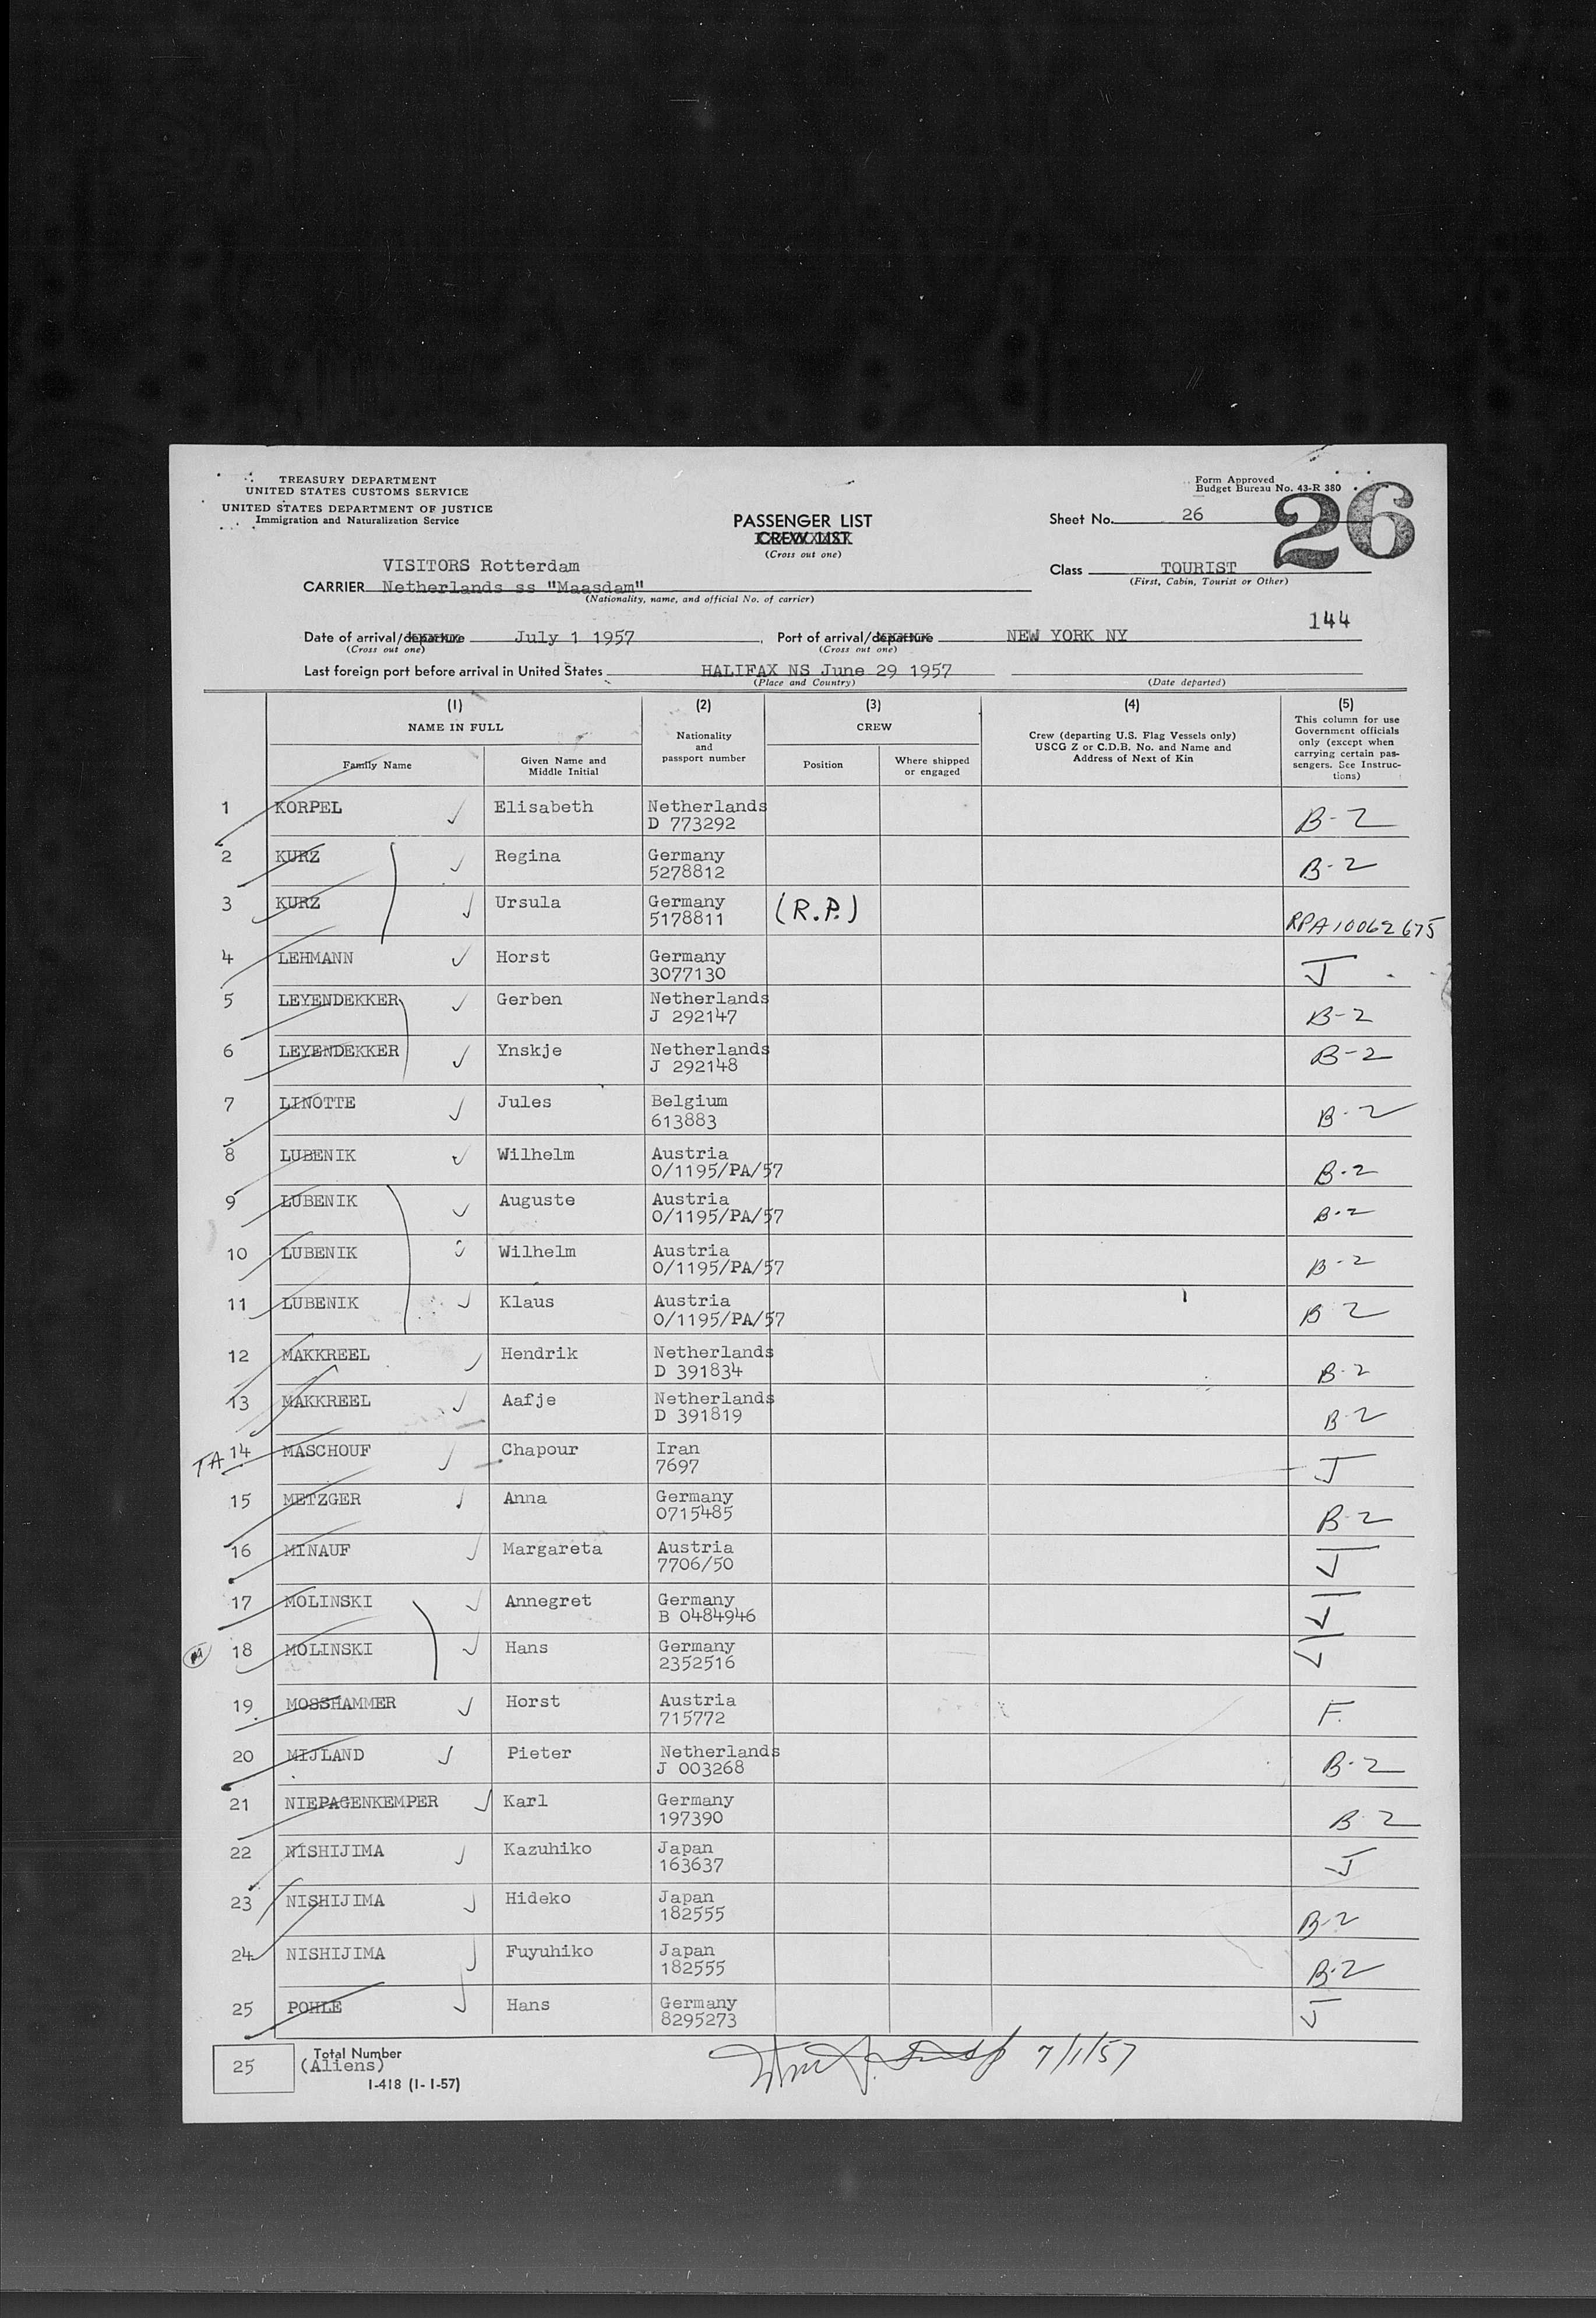 TREASURY DEPARTMENT
UNITED STATES CUSTOMS SERVICE
UNITED STATES DEPARTMENT OF JUSTICE
Immigration and Naturalization Service
Form Approved
Budget Bureau No. 43-R 380
PASSENGER LIST
CREW LIST
(Cross out one)
Sheet No. 26
26
VISITORS Rotterdam
CARRIER Netherlands ss "Maasdam"
(Nationality, name, and official No. of carrier)
Class TOURIST
(First, Cabin, Tourist or Other)
144
Date of arrival/departure July 1 1957, Port of arrival/departure NEW YORK NY
(Cross out one) (Cross out one)
Last foreign port before arrival in United States HALIFAX NS June 29 1957
(Place and Country) (Date departed)
(1) (2) (3) (4) (5)
NAME IN FULL
Family Name
Given Name and Middle Initial
Nationality and passport number
CREW
Position
Where shipped or engaged
Crew (departing U.S. Flag Vessels only)
USCG Z or C.D.B. No. and Name and
Address of Next of Kin
This column for use
Government officials
only (except when
carrying certain pas-
sengers. See Instruc-
tions)
1 KORPEL Elisabeth Netherlands
D 773292 B-2
2 KURZ Regina Germany
5278812 B-2
3 KURZ Ursula Germany (R.P.)
5178811 RPA10062675
4 LEHMANN Horst Germany
3077130 J
5 LEYENDEKKER Gerben Netherlands
J 292147 B-2
6 LEYENDEKKER Ynskje Netherlands
J 292148 B-2
7 LINOTTE Jules Belgium
613883 B-2
8 LUBENIK Wilhelm Austria
0/1195/PA/57 B-2
9 LUBENIK Auguste Austria
0/1195/PA/57 B-2
10 LUBENIK Wilhelm Austria
0/1195/PA/57 B-2
11 LUBENIK Klaus Austria
0/1195/PA/57 B 2
12 MAKKREEL Hendrik Netherlands
D 391834 B-2
13 MAKKREEL Aafje Netherlands
D 391819 B-2
TA 14 MASCHOUF Chapour Iran
7697 J
15 METZGER Anna Germany
0715485 B-2
16 MINAUF Margareta Austria
7706/50 J
17 MOLINSKI Annegret Germany
B 0484946 J
18 MOLINSKI Hans Germany
2352516 J
19. MOSSHAMMER Horst Austria
715772 F
20 MIJLAND Pieter Netherlands
J 003268 B-2
21 NIEPAGENKEMPER Karl Germany
197390 B 2
22 NISHIJIMA Kazuhiko Japan
163637 J
23 NISHIJIMA Hideko Japan
182555 B-2
24 NISHIJIMA Fuyuhiko Japan
182555 B-2
25 POHLE Hans Germany
8295273 J
25 Total Number
(Aliens)
I-418 (1-1-57)
7/1/57